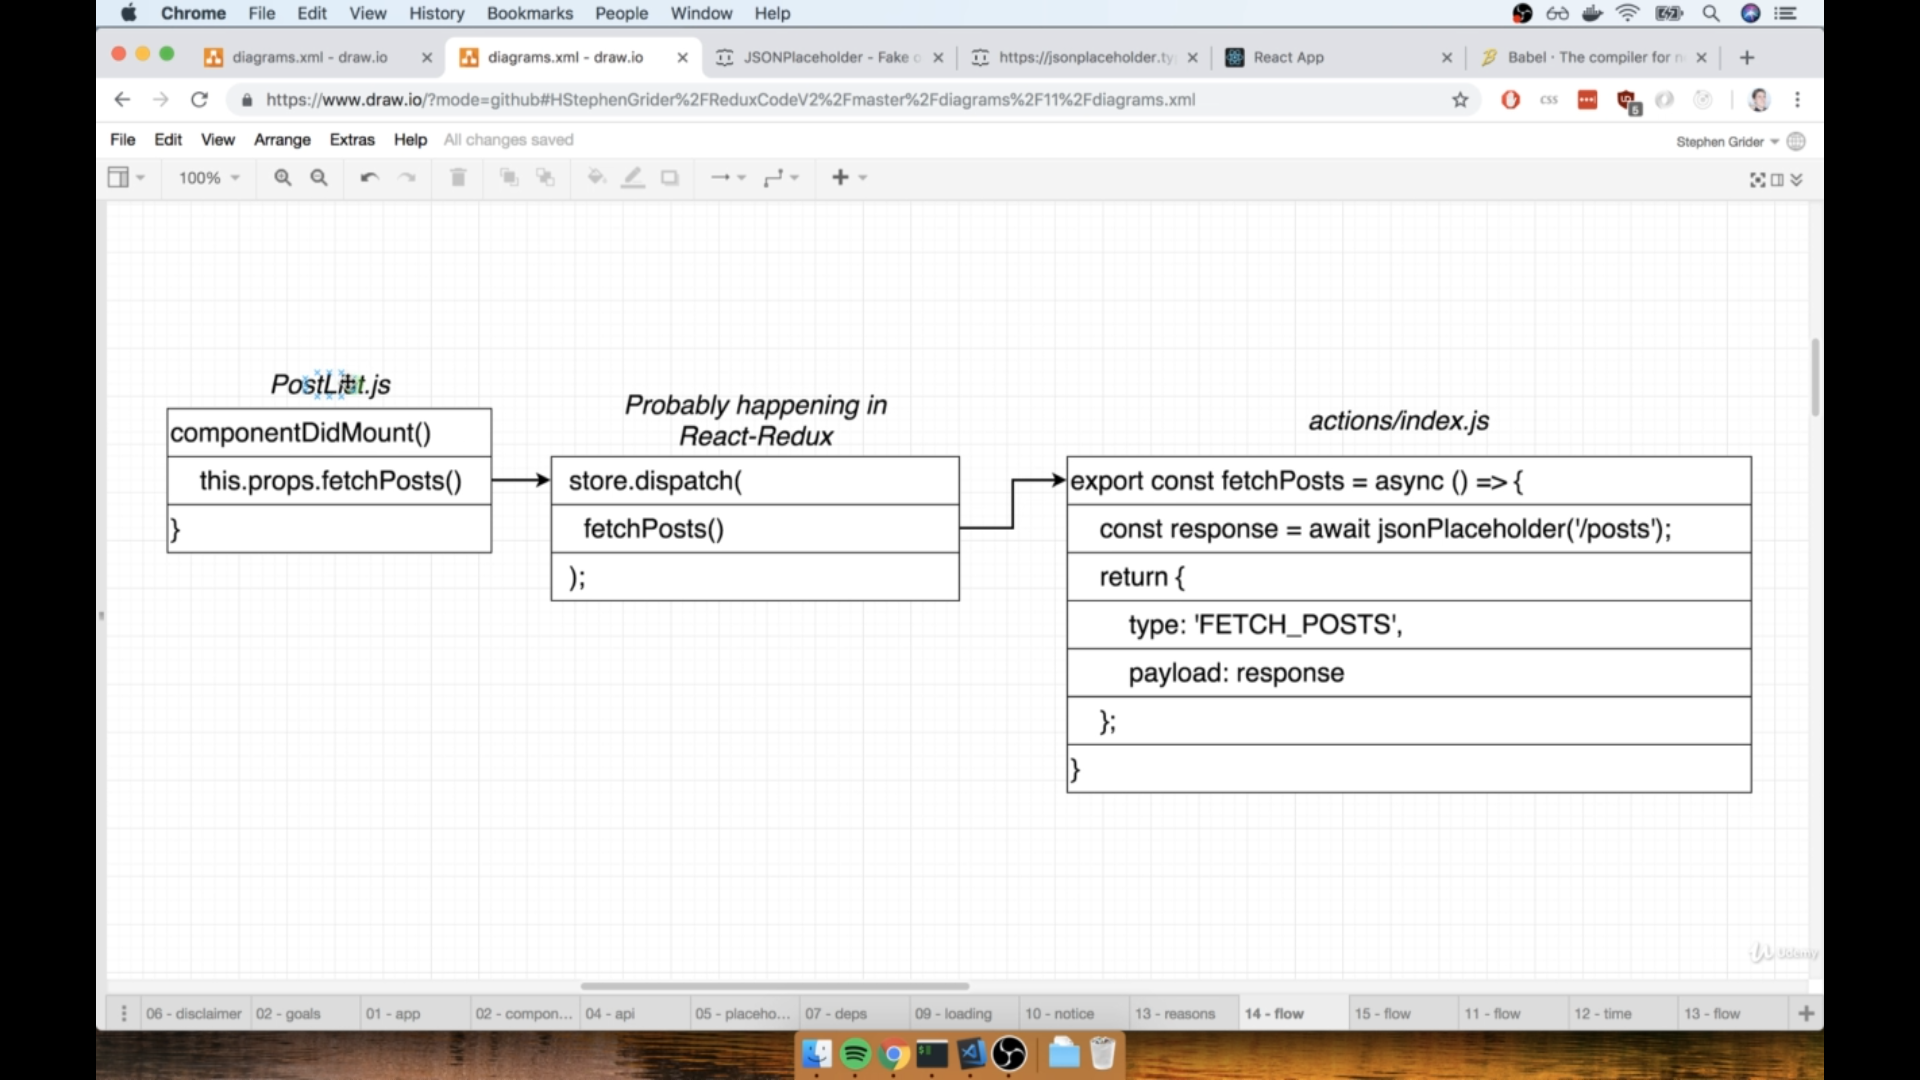 Chrome File Edit View History Bookmarks People Window Help
diagrams.xml - draw.io
diagrams.xml - draw.io
JSONPlaceholder - Fake
https://jsonplaceholder.ty
React App
Babel · The compiler for
https://www.draw.io/?mode=github#HStephenGrider%2FReduxCodeV2%2Fmaster%2Fdiagrams%2F11%2Fdiagrams.xml
CSS
File Edit View Arrange Extras Help All changes saved
Stephen Grider
100%
PostList.js
componentDidMount()
this.props.fetchPosts()
}
Probably happening in
React-Redux
store.dispatch(
fetchPosts()
);
actions/index.js
export const fetchPosts = async () => {
const response = await jsonPlaceholder('/posts');
return {
type: 'FETCH_POSTS',
payload: response
};
}
Udemy
06 - disclaimer
02 - goals
01 - app
02 - compon...
04 - api
05 - placeho...
07 - deps
09 - loading
10 - notice
13 - reasons
14 - flow
15 - flow
11 - flow
12 - time
13 - flow